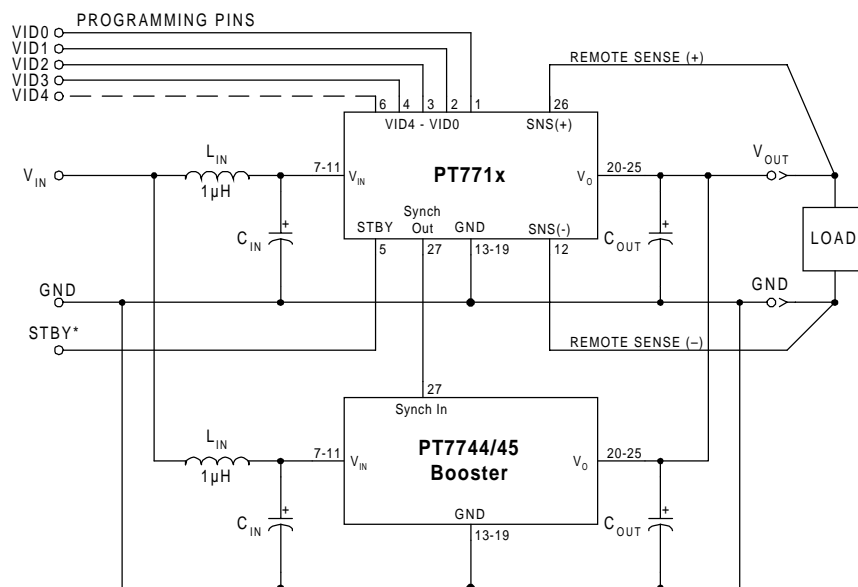 PROGRAMMING PINS
VID0
VID1
VID2
VID3
VID4
REMOTE SENSE (+)
6 4 3 2 1 26
VID4 - VID0 SNS(+)
L_IN
1µH
V_IN
7-11
V_IN
PT771x
V_O
20-25
V_OUT
C_IN
+
STBY
Synch
Out
GND
SNS(-)
5 27 13-19 12
C_OUT
+
LOAD
GND
GND
STBY*
REMOTE SENSE (–)
27
Synch In
L_IN
1µH
7-11
V_IN
PT7744/45
Booster
V_O
20-25
C_IN
+
GND
13-19
C_OUT
+